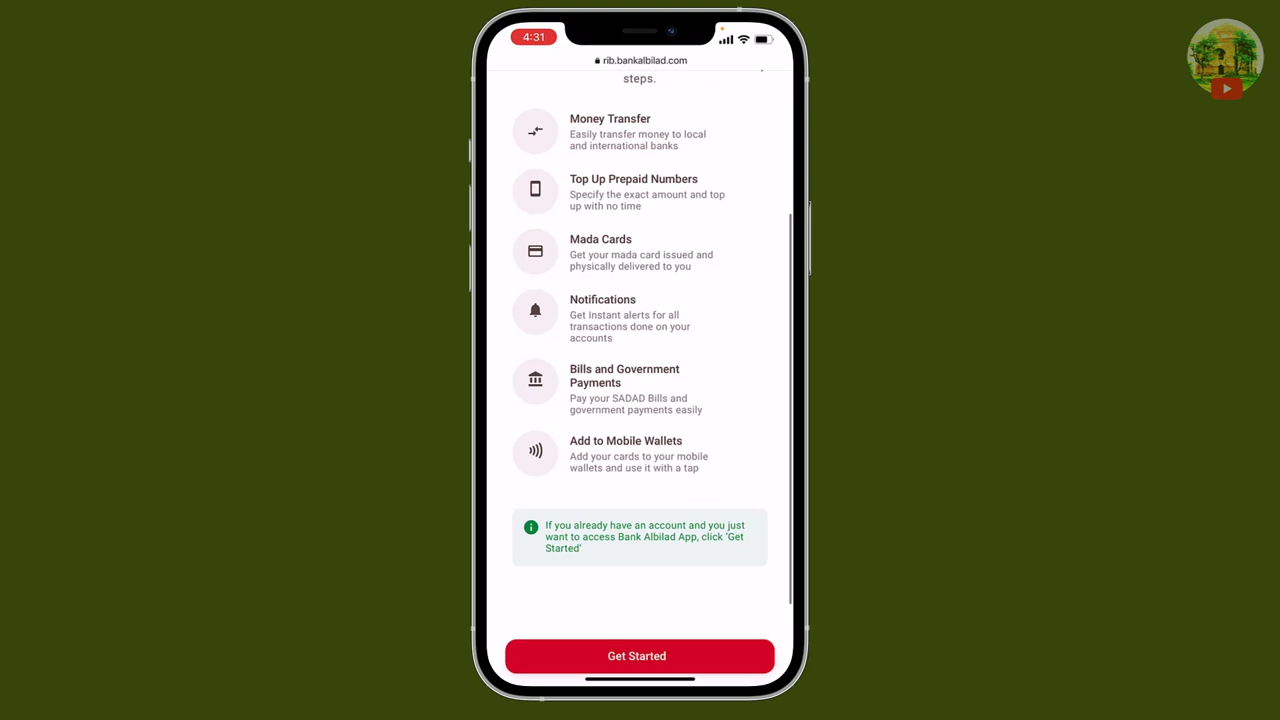 4:31
rib.bankalbilad.com
steps.
Money Transfer
Easily transfer money to local
and international banks
Top Up Prepaid Numbers
Specify the exact amount and top
up with no time
Mada Cards
Get your mada card issued and
physically delivered to you
Notifications
Get Instant alerts for all
transactions done on your
accounts
Bills and Government
Payments
Pay your SADAD Bills and
government payments easily
Add to Mobile Wallets
Add your cards to your mobile
wallets and use it with a tap
If you already have an account and you just
want to access Bank Albilad App, click 'Get
Started'
Get Started